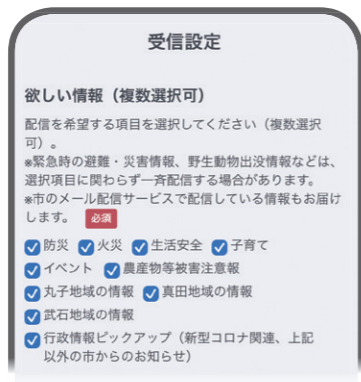 受信設定
欲しい情報（複数選択可）
配信を希望する項目を選択してください（複数選択
可）。
※緊急時の避難・災害情報、野生動物出没情報などは、
選択項目に関わらず一斉配信する場合があります。
※市のメール配信サービスで配信している情報もお届け
します。 必須
防災 火災 生活安全 子育て
イベント 農産物等被害注意報
丸子地域の情報 真田地域の情報
武石地域の情報
行政情報ピックアップ（新型コロナ関連、上記
以外の市からのお知らせ）